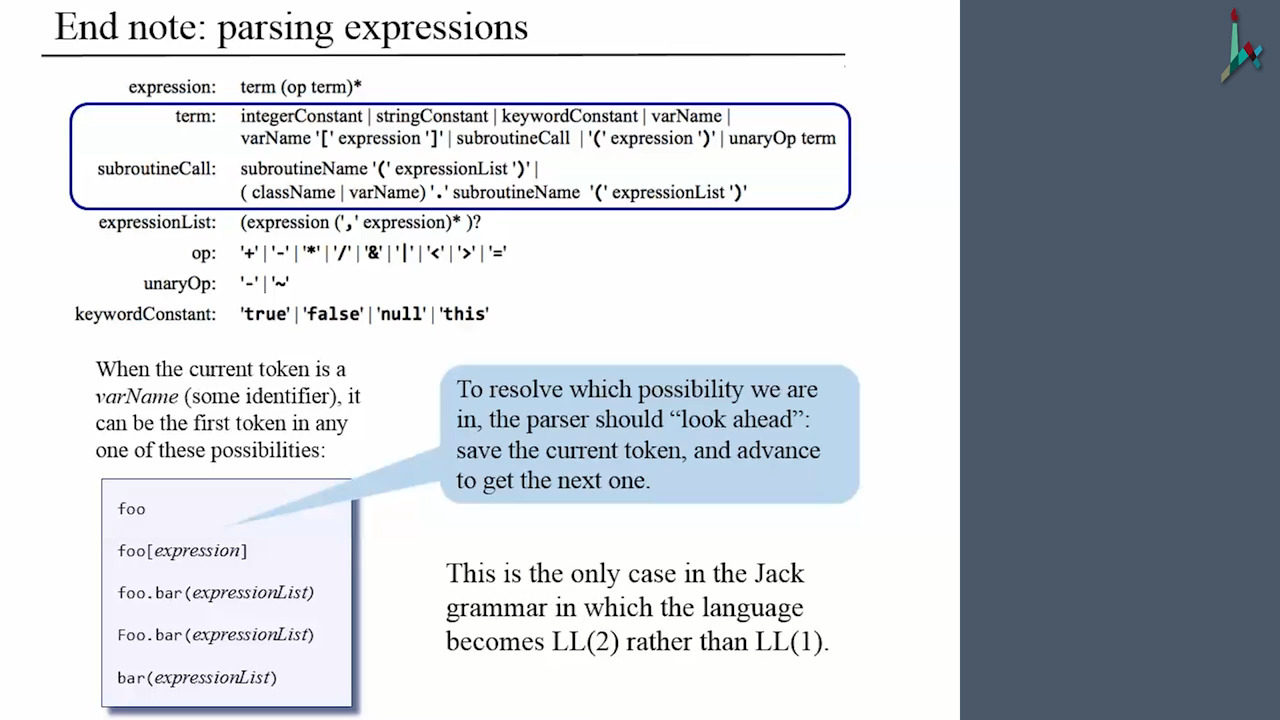 End note: parsing expressions
expression: term (op term)*
term: integerConstant | stringConstant | keywordConstant | varName |
varName '[' expression ']' | subroutineCall | '(' expression ')' | unaryOp term
subroutineCall: subroutineName '(' expressionList ')' |
( className | varName) '.' subroutineName '(' expressionList ')'
expressionList: (expression (',' expression)* )?
op: '+' | '-' | '*' | '/' | '&' | '|' | '<' | '>' | '='
unaryOp: '-' | '~'
keywordConstant: 'true' | 'false' | 'null' | 'this'
When the current token is a
varName (some identifier), it
can be the first token in any
one of these possibilities:
foo
foo[expression]
foo.bar(expressionList)
Foo.bar(expressionList)
bar(expressionList)
To resolve which possibility we are
in, the parser should “look ahead”:
save the current token, and advance
to get the next one.
This is the only case in the Jack
grammar in which the language
becomes LL(2) rather than LL(1).